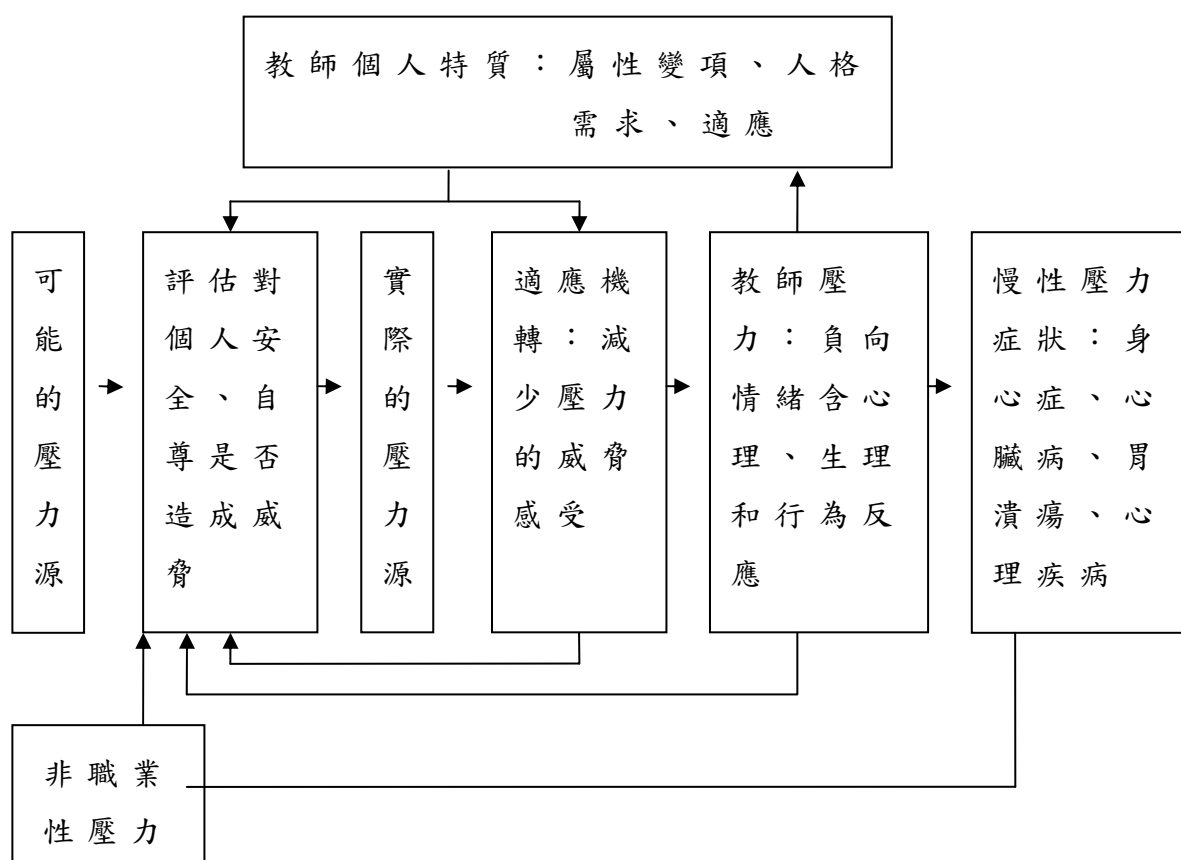 教師個人特質：屬性變項、人格
需求、適應
可能的壓力源
評估對
個人安
全、自
尊是否
造成威
脅
實際的壓力源
適應機
轉：減
少壓力
的威脅
感受
教師壓
力：負向
情緒含心
理、生理
和行為反
應
慢性壓力
症狀：身
心症、心
臟病、胃
潰瘍、心
理疾病
非職業
性壓力